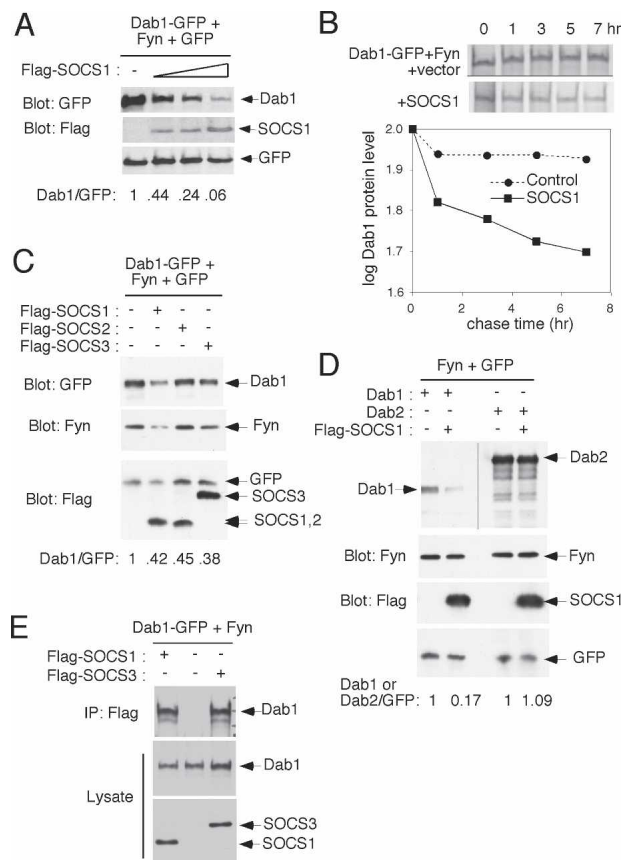 A
Dab1-GFP +
Fyn + GFP
Flag-SOCS1 : -
Blot: GFP Dab1
Blot: Flag SOCS1
GFP
Dab1/GFP: 1 .44 .24 .06
B
0 1 3 5 7 hr
Dab1-GFP+Fyn
+vector
+SOCS1
log Dab1 protein level
2.0
1.9
1.8
1.7
1.6
Control
SOCS1
0 2 4 6 8
chase time (hr)
C
Dab1-GFP +
Fyn + GFP
Flag-SOCS1 : - + - -
Flag-SOCS2 : - - + -
Flag-SOCS3 : - - - +
Blot: GFP Dab1
Blot: Fyn Fyn
GFP
Blot: Flag SOCS3
SOCS1,2
Dab1/GFP: 1 .42 .45 .38
D
Fyn + GFP
Dab1 : + + - -
Dab2 : - - + +
Flag-SOCS1 : - + - +
Dab2
Dab1
Blot: Fyn Fyn
Blot: Flag SOCS1
GFP
Dab1 or
Dab2/GFP: 1 0.17 1 1.09
E
Dab1-GFP + Fyn
Flag-SOCS1 : + - -
Flag-SOCS3 : - - +
IP: Flag Dab1
Dab1
Lysate
SOCS3
SOCS1